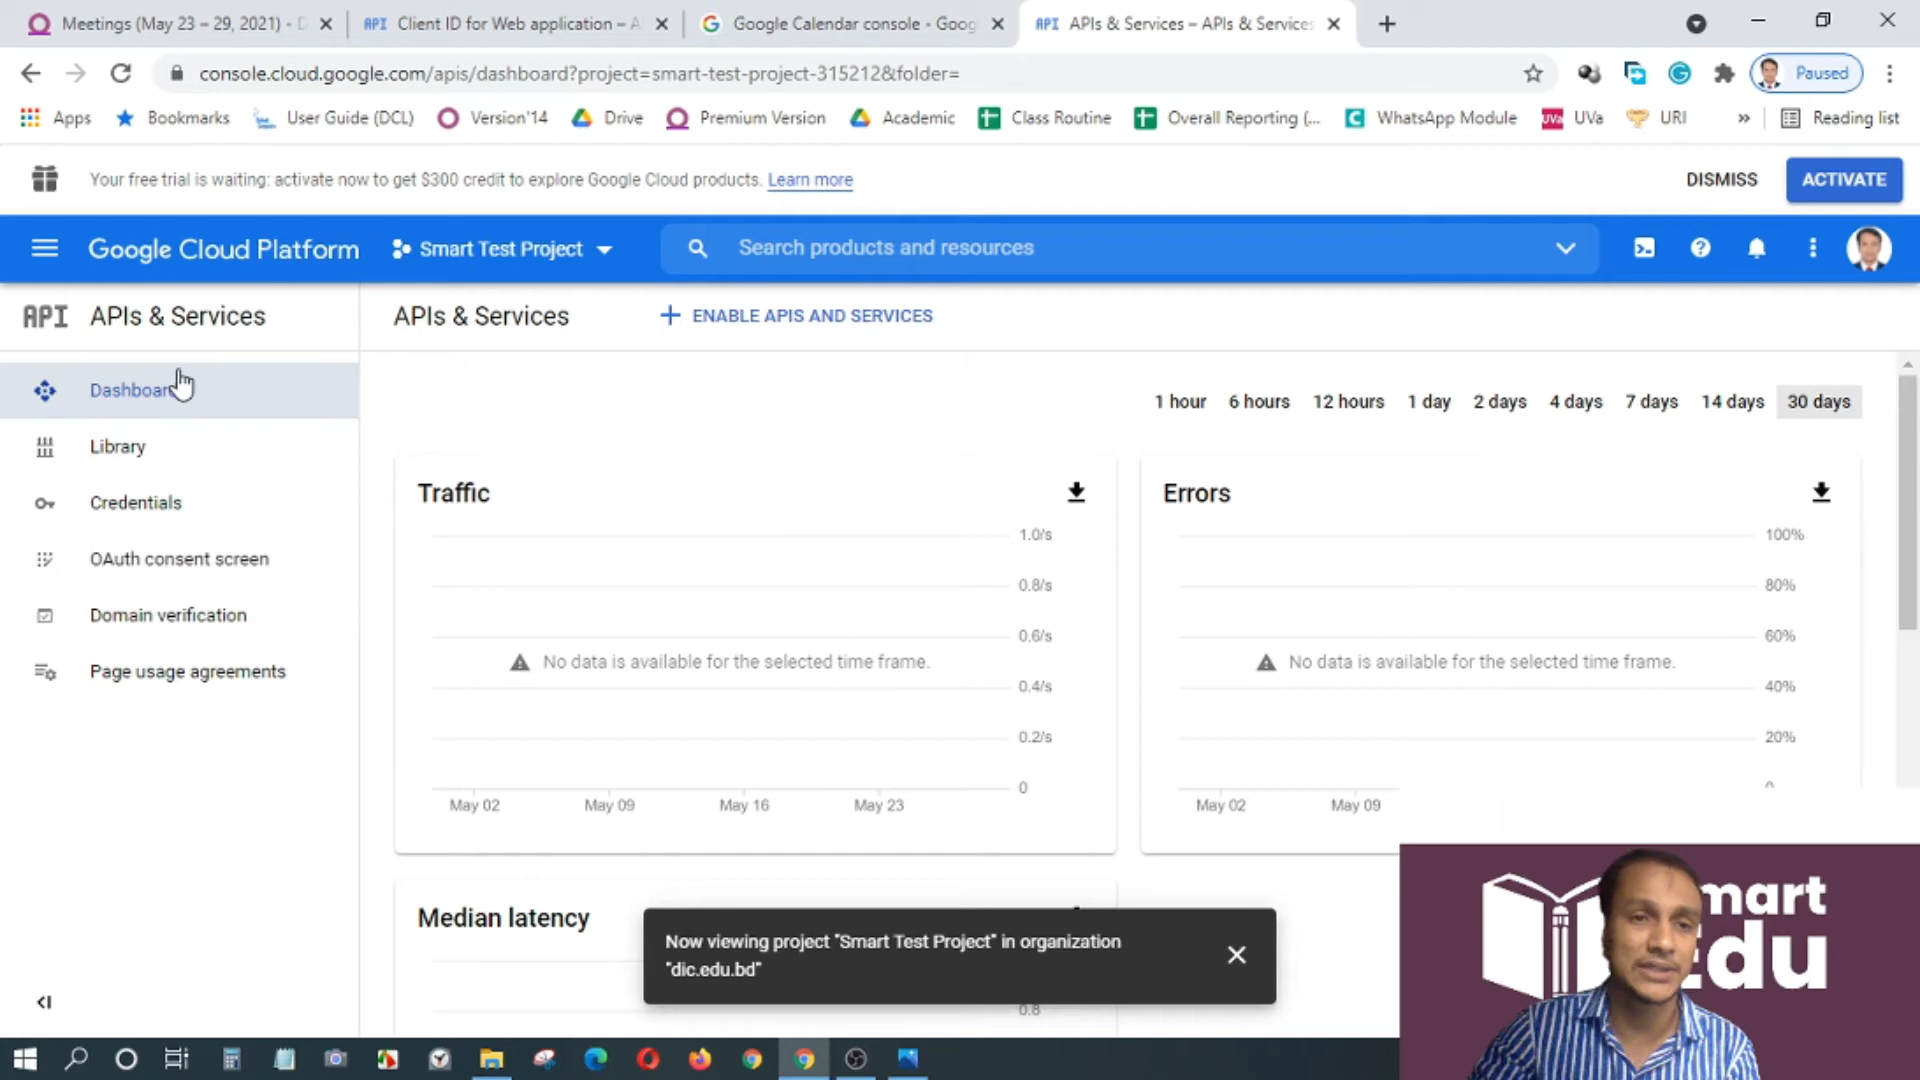 Meetings (May 23 – 29, 2021) - D
API Client ID for Web application – A
Google Calendar console - Goog
API APIs & Services – APIs & Services
console.cloud.google.com/apis/dashboard?project=smart-test-project-315212&folder=
Paused
Apps
Bookmarks
User Guide (DCL)
Version'14
Drive
Premium Version
Academic
Class Routine
Overall Reporting (...
WhatsApp Module
UVa UVa
URI
»
Reading list
Your free trial is waiting: activate now to get $300 credit to explore Google Cloud products. Learn more
DISMISS
ACTIVATE
Google Cloud Platform
Smart Test Project
Search products and resources
API APIs & Services
APIs & Services
ENABLE APIS AND SERVICES
Dashboard
Library
Credentials
OAuth consent screen
Domain verification
Page usage agreements
1 hour 6 hours 12 hours 1 day 2 days 4 days 7 days 14 days 30 days
Traffic
1.0/s
0.8/s
0.6/s
No data is available for the selected time frame.
0.4/s
0.2/s
0
May 02 May 09 May 16 May 23
Errors
100%
80%
60%
No data is available for the selected time frame.
40%
20%
May 02 May 09
Median latency
0.8
Now viewing project "Smart Test Project" in organization
"dic.edu.bd"
mart
Edu